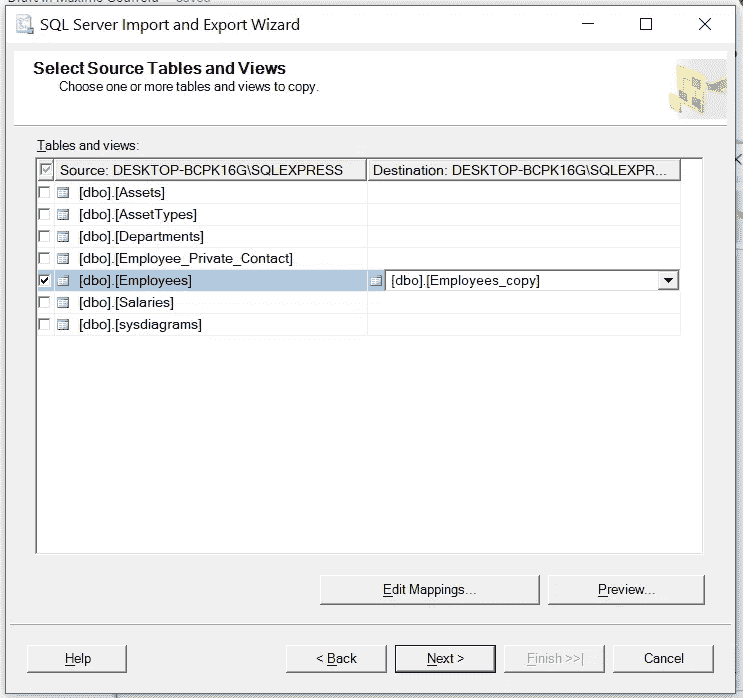 SQL Server Import and Export Wizard
Select Source Tables and Views
Choose one or more tables and views to copy.
Tables and views:
Source: DESKTOP-BCPK16G\SQLEXPRESS Destination: DESKTOP-BCPK16G\SQLEXPR...
[dbo].[Assets]
[dbo].[AssetTypes]
[dbo].[Departments]
[dbo].[Employee_Private_Contact]
[dbo].[Employees] [dbo].[Employees_copy]
[dbo].[Salaries]
[dbo].[sysdiagrams]
Edit Mappings... Preview...
Help < Back Next > Finish >>| Cancel